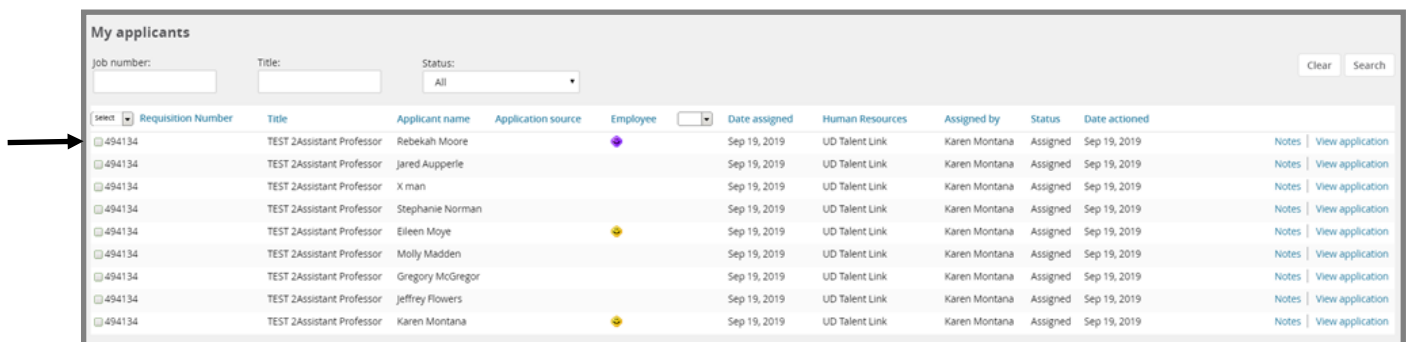 My applicants
Job number: Title: Status:
All
Clear Search
Select Requisition Number Title Applicant name Application source Employee Date assigned Human Resources Assigned by Status Date actioned
494134 TEST 2Assistant Professor Rebekah Moore Sep 19, 2019 UD Talent Link Karen Montana Assigned Sep 19, 2019 Notes View application
494134 TEST 2Assistant Professor Jared Aupperle Sep 19, 2019 UD Talent Link Karen Montana Assigned Sep 19, 2019 Notes View application
494134 TEST 2Assistant Professor X man Sep 19, 2019 UD Talent Link Karen Montana Assigned Sep 19, 2019 Notes View application
494134 TEST 2Assistant Professor Stephanie Norman Sep 19, 2019 UD Talent Link Karen Montana Assigned Sep 19, 2019 Notes View application
494134 TEST 2Assistant Professor Eileen Moye Sep 19, 2019 UD Talent Link Karen Montana Assigned Sep 19, 2019 Notes View application
494134 TEST 2Assistant Professor Molly Madden Sep 19, 2019 UD Talent Link Karen Montana Assigned Sep 19, 2019 Notes View application
494134 TEST 2Assistant Professor Gregory McGregor Sep 19, 2019 UD Talent Link Karen Montana Assigned Sep 19, 2019 Notes View application
494134 TEST 2Assistant Professor Jeffrey Flowers Sep 19, 2019 UD Talent Link Karen Montana Assigned Sep 19, 2019 Notes View application
494134 TEST 2Assistant Professor Karen Montana Sep 19, 2019 UD Talent Link Karen Montana Assigned Sep 19, 2019 Notes View application